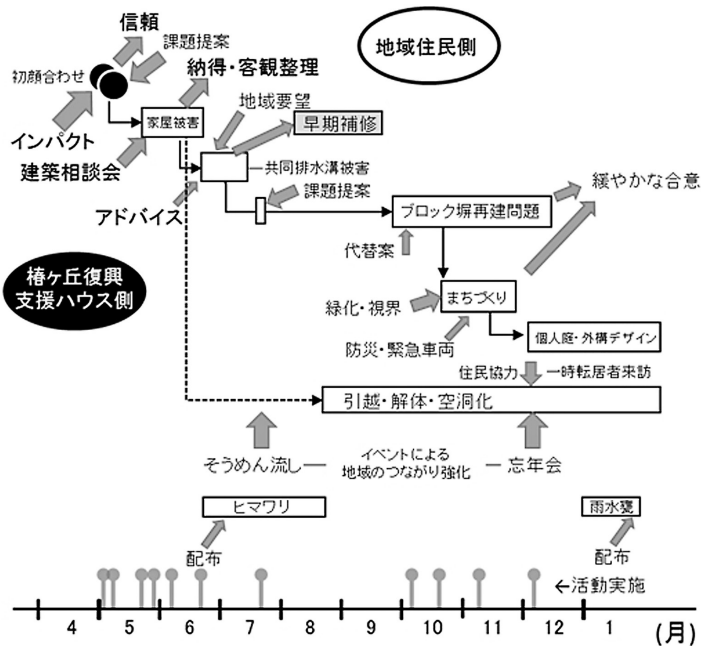 信頼
課題提案
地域住民側
初顔合わせ
納得・客観整理
地域要望
家屋被害
早期補修
インパクト
建築相談会
共同排水溝被害
課題提案
緩やかな合意
アドバイス
ブロック塀再建問題
代替案
椿ヶ丘復興
支援ハウス側
まちづくり
緑化・視界
個人庭・外構デザイン
防災・緊急車両
住民協力
一時転居者来訪
引越・解体・空洞化
そうめん流し
イベントによる
地域のつながり強化
忘年会
ヒマワリ
雨水甕
配布
配布
←活動実施
4 5 6 7 8 9 10 11 12 1 (月)